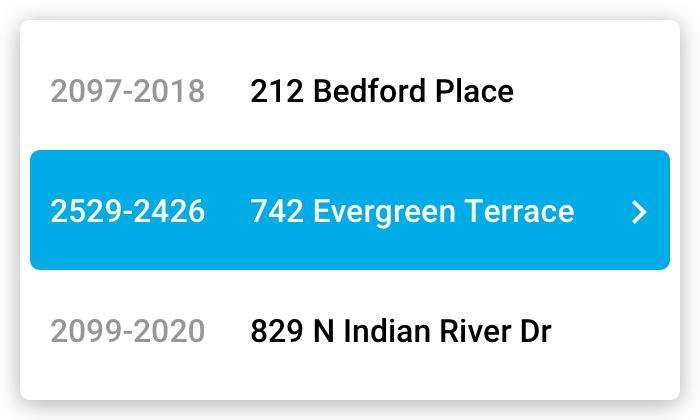 2097-2018 212 Bedford Place
2529-2426 742 Evergreen Terrace
2099-2020 829 N Indian River Dr